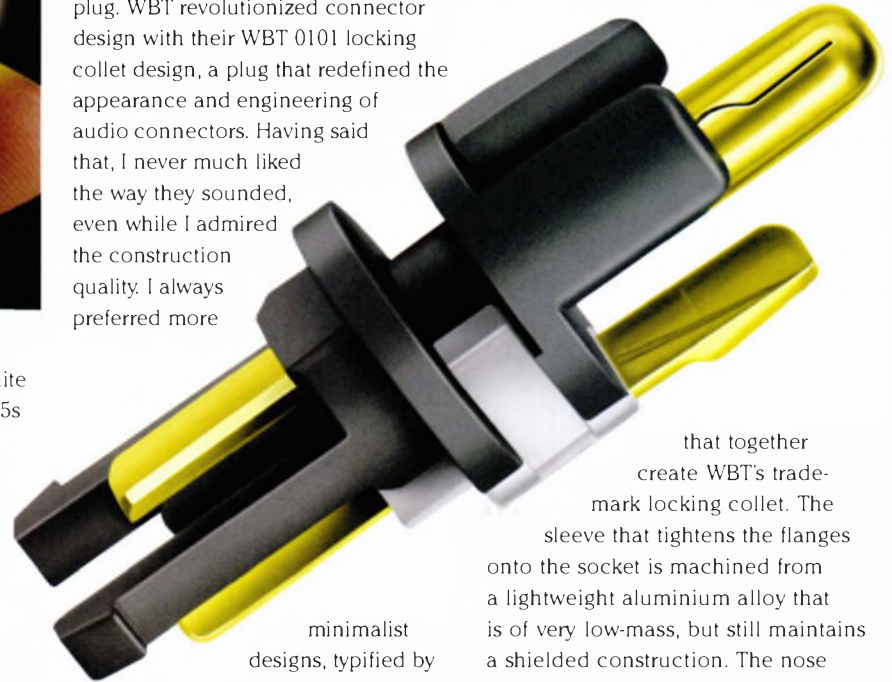 plug. WBT revolutionized connector
design with their WBT 0101 locking
collet design, a plug that redefined the
appearance and engineering of
audio connectors. Having said
that, I never much liked
the way they sounded,
even while I admired
the construction
quality. I always
preferred more
minimalist
designs, typified by
ite
5s
that together
create WBT's trade-
mark locking collet. The
sleeve that tightens the flanges
onto the socket is machined from
a lightweight aluminium alloy that
is of very low-mass, but still maintains
a shielded construction. The nose